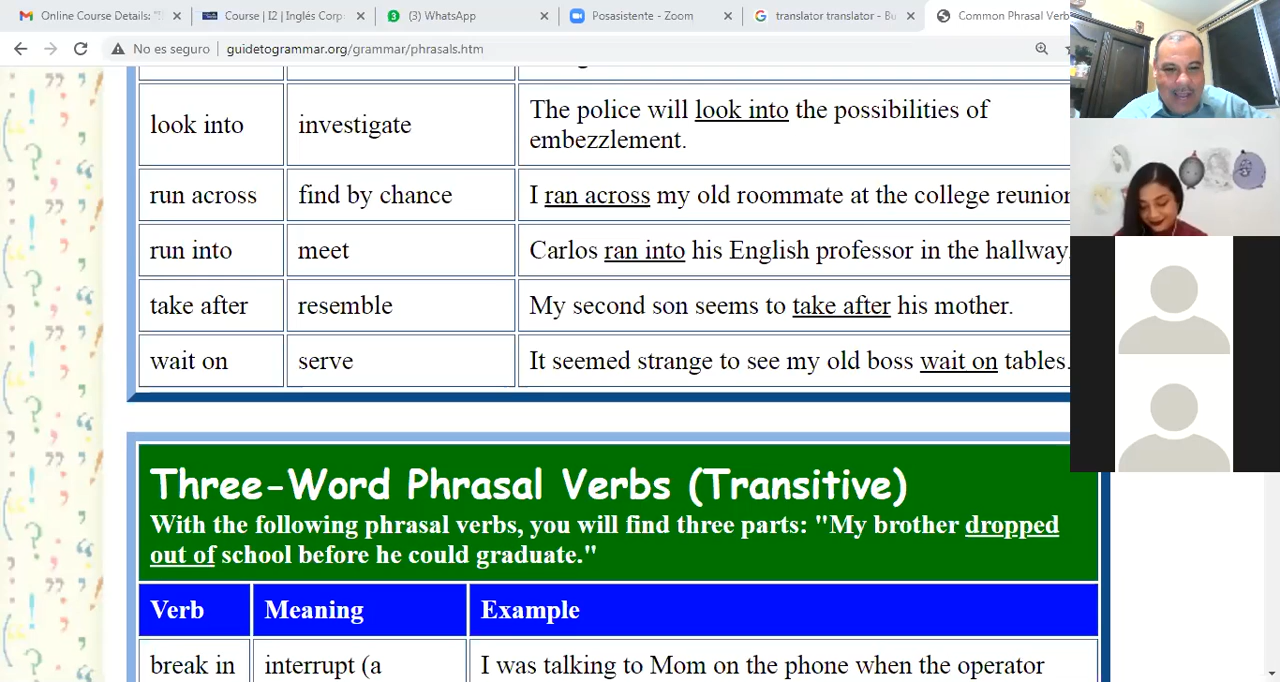 Online Course Details: "
Course | I2 | Inglés Corp
(3) WhatsApp
Posasistente - Zoom
translator translator - Bu
Common Phrasal Verb
No es seguro guidetogrammar.org/grammar/phrasals.htm
look into investigate The police will look into the possibilities of
embezzlement.
run across find by chance I ran across my old roommate at the college reunion
run into meet Carlos ran into his English professor in the hallway.
take after resemble My second son seems to take after his mother.
wait on serve It seemed strange to see my old boss wait on tables.
Three-Word Phrasal Verbs (Transitive)
With the following phrasal verbs, you will find three parts: "My brother dropped
out of school before he could graduate."
Verb Meaning Example
break in interrupt (a I was talking to Mom on the phone when the operator